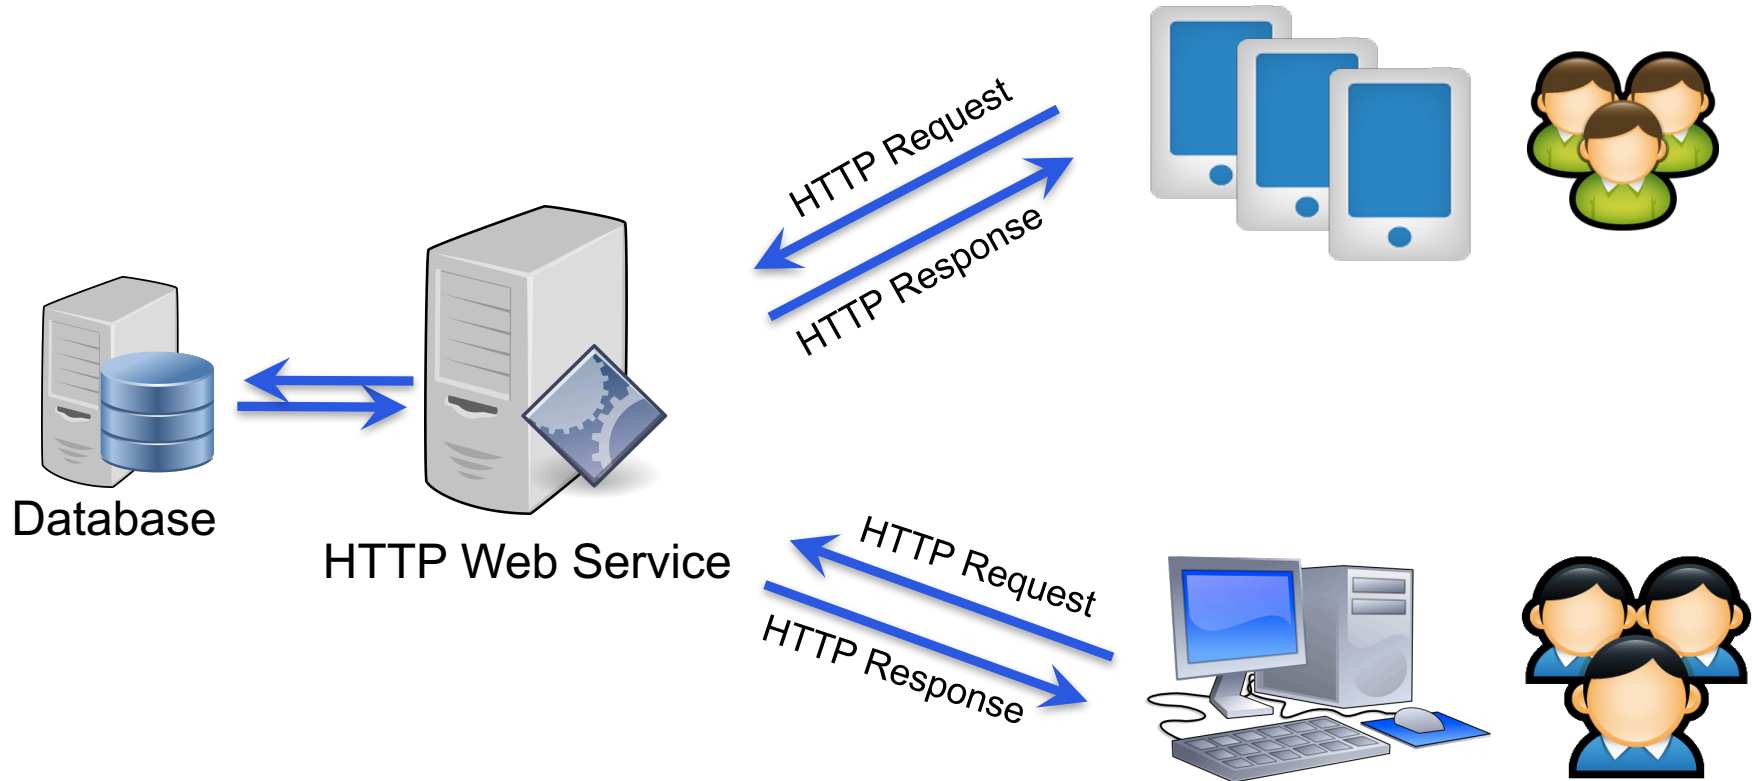 HTTP Request
HTTP Response
Database
HTTP Web Service
HTTP Request
HTTP Response